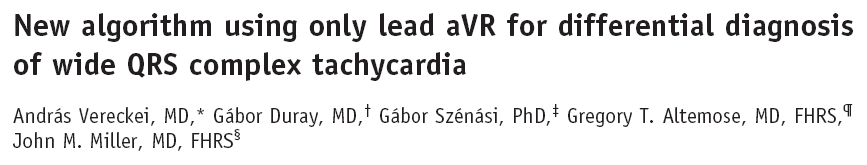 New algorithm using only lead aVR for differential diagnosis
of wide QRS complex tachycardia
András Vereckei, MD,* Gábor Duray, MD,† Gábor Szénási, PhD,‡ Gregory T. Altemose, MD, FHRS,¶
John M. Miller, MD, FHRS§